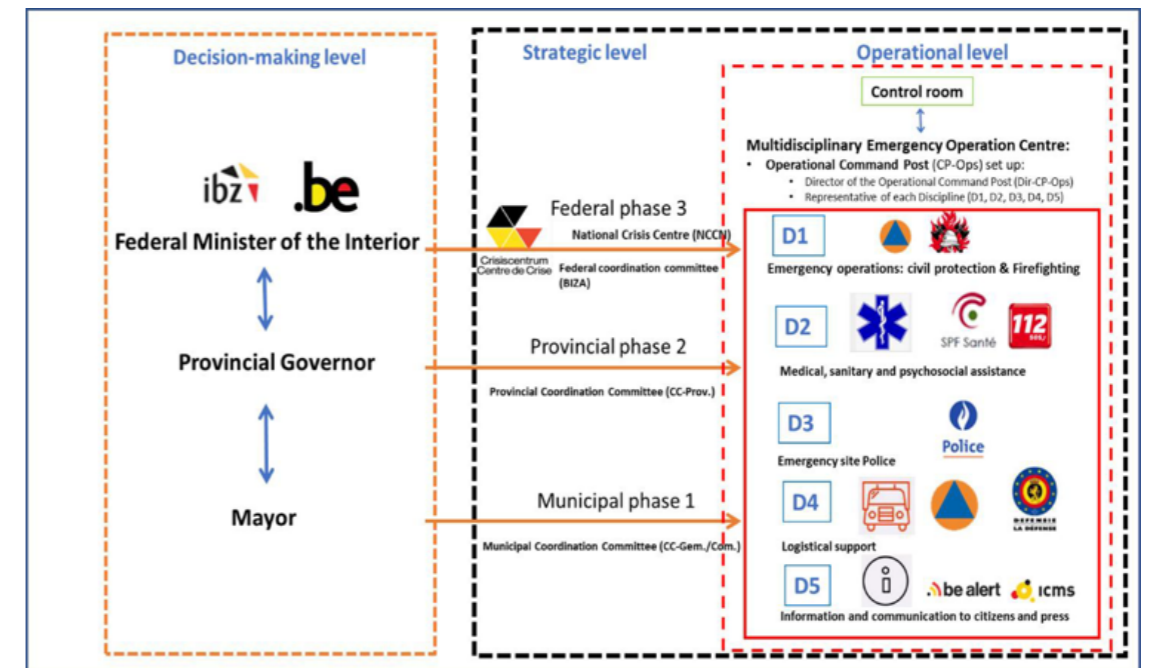 Decision-making level
Strategic level
Operational level
Control room
Multidisciplinary Emergency Operation Centre:
• Operational Command Post (CP-Ops) set up:
• Director of the Operational Command Post (Dir-CP-Ops)
• Representative of each Discipline (D1, D2, D3, D4, D5)
ibz
.be
Federal Minister of the Interior
Provincial Governor
Mayor
Federal phase 3
National Crisis Centre (NCCN)
Crisiscentrum
Centre de Crise
Federal coordination committee
(BIZA)
Provincial phase 2
Provincial Coordination Committee (CC-Prov.)
Municipal phase 1
Municipal Coordination Committee (CC-Gem./Com.)
D1
Emergency operations: civil protection & Firefighting
D2
SPF Santé
112
Medical, sanitary and psychosocial assistance
D3
Police
Emergency site Police
D4
DEFENSIE
LA DÉFENSE
Logistical support
D5
i
be alert
ICMS
Information and communication to citizens and press